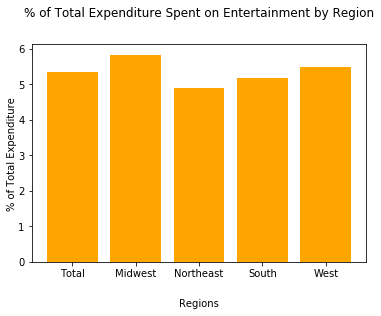 % of Total Expenditure Spent on Entertainment by Region
% of Total Expenditure
6
5
4
3
2
1
0
Total Midwest Northeast South West
Regions